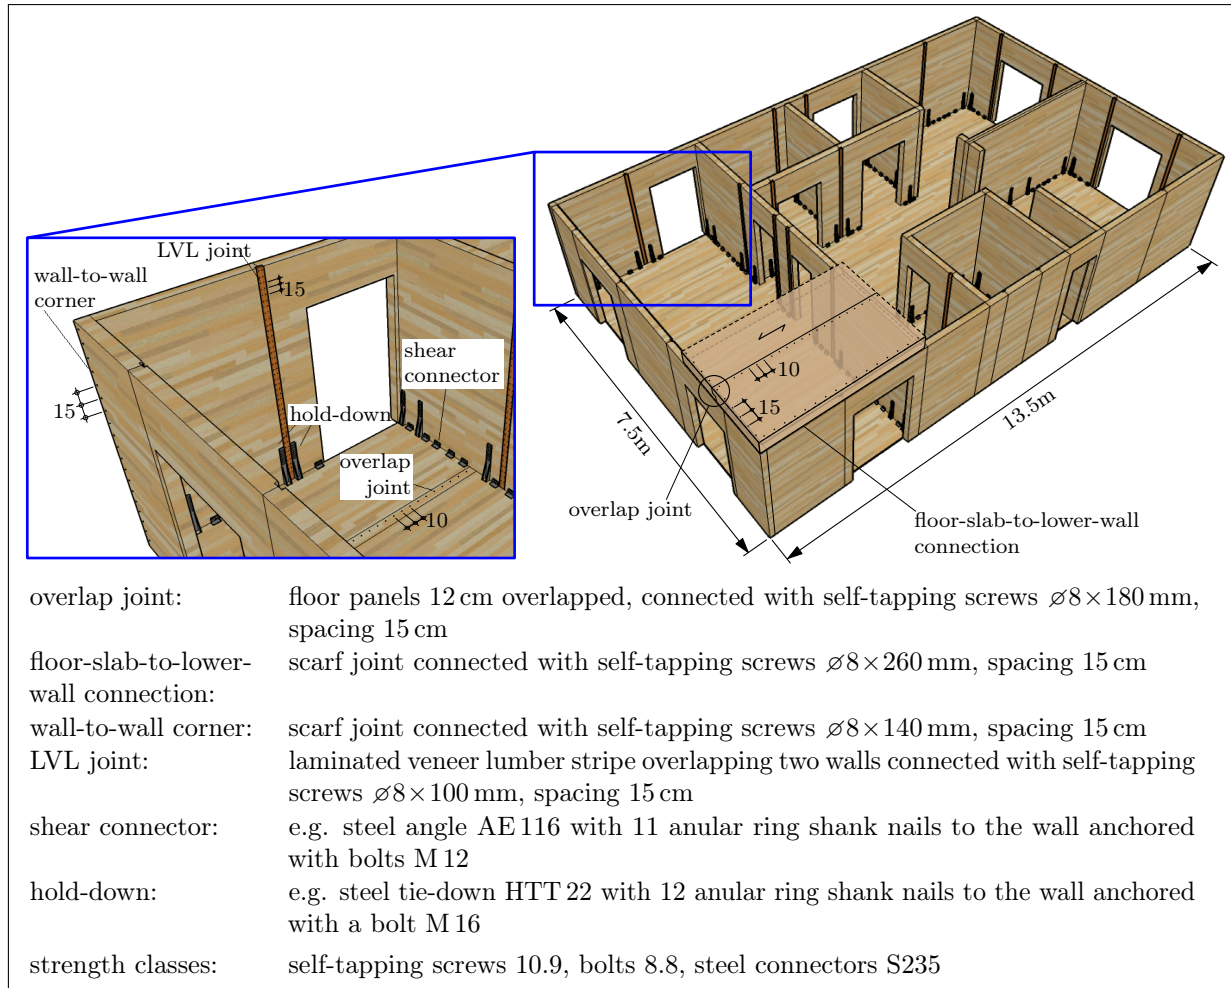 LVL joint
wall-to-wall
corner
15
15
shear
connector
hold-down
overlap
joint
10
10
15
7.5m
13.5m
overlap joint
floor-slab-to-lower-wall
connection
overlap joint: floor panels 12 cm overlapped, connected with self-tapping screws ⌀8×180 mm,
spacing 15 cm
floor-slab-to-lower- scarf joint connected with self-tapping screws ⌀8×260 mm, spacing 15 cm
wall connection:
wall-to-wall corner: scarf joint connected with self-tapping screws ⌀8×140 mm, spacing 15 cm
LVL joint: laminated veneer lumber stripe overlapping two walls connected with self-tapping
screws ⌀8×100 mm, spacing 15 cm
shear connector: e.g. steel angle AE 116 with 11 anular ring shank nails to the wall anchored
with bolts M 12
hold-down: e.g. steel tie-down HTT 22 with 12 anular ring shank nails to the wall anchored
with a bolt M 16
strength classes: self-tapping screws 10.9, bolts 8.8, steel connectors S235